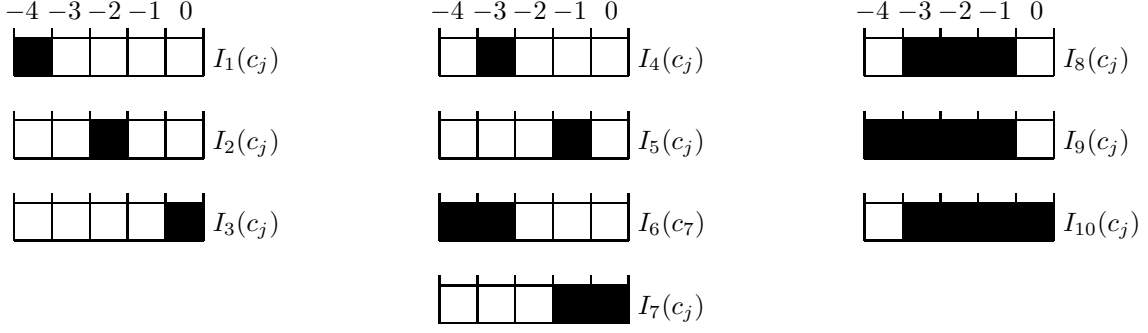 −4 −3 −2 −1 0
I₁(cⱼ)
I₂(cⱼ)
I₃(cⱼ)
−4 −3 −2 −1 0
I₄(cⱼ)
I₅(cⱼ)
I₆(c₇)
I₇(cⱼ)
−4 −3 −2 −1 0
I₈(cⱼ)
I₉(cⱼ)
I₁₀(cⱼ)